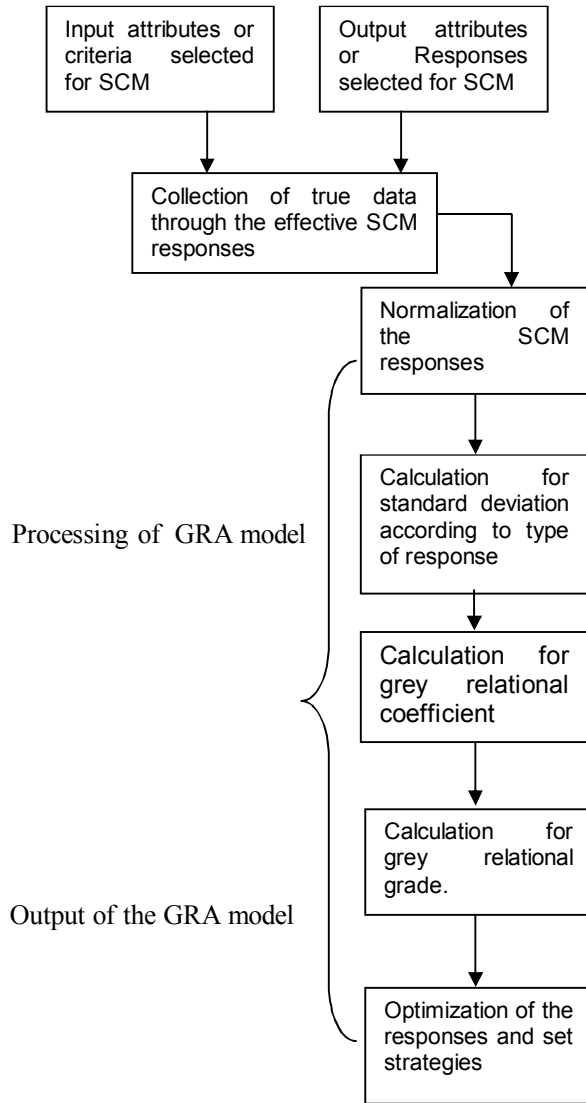 Input attributes or
criteria selected
for SCM
Output attributes
or Responses
selected for SCM
Collection of true data
through the effective SCM
responses
Normalization of
the SCM
responses
Calculation for
standard deviation
according to type
of response
Processing of GRA model
Calculation for
grey relational
coefficient
Calculation for
grey relational
grade.
Output of the GRA model
Optimization of the
responses and set
strategies